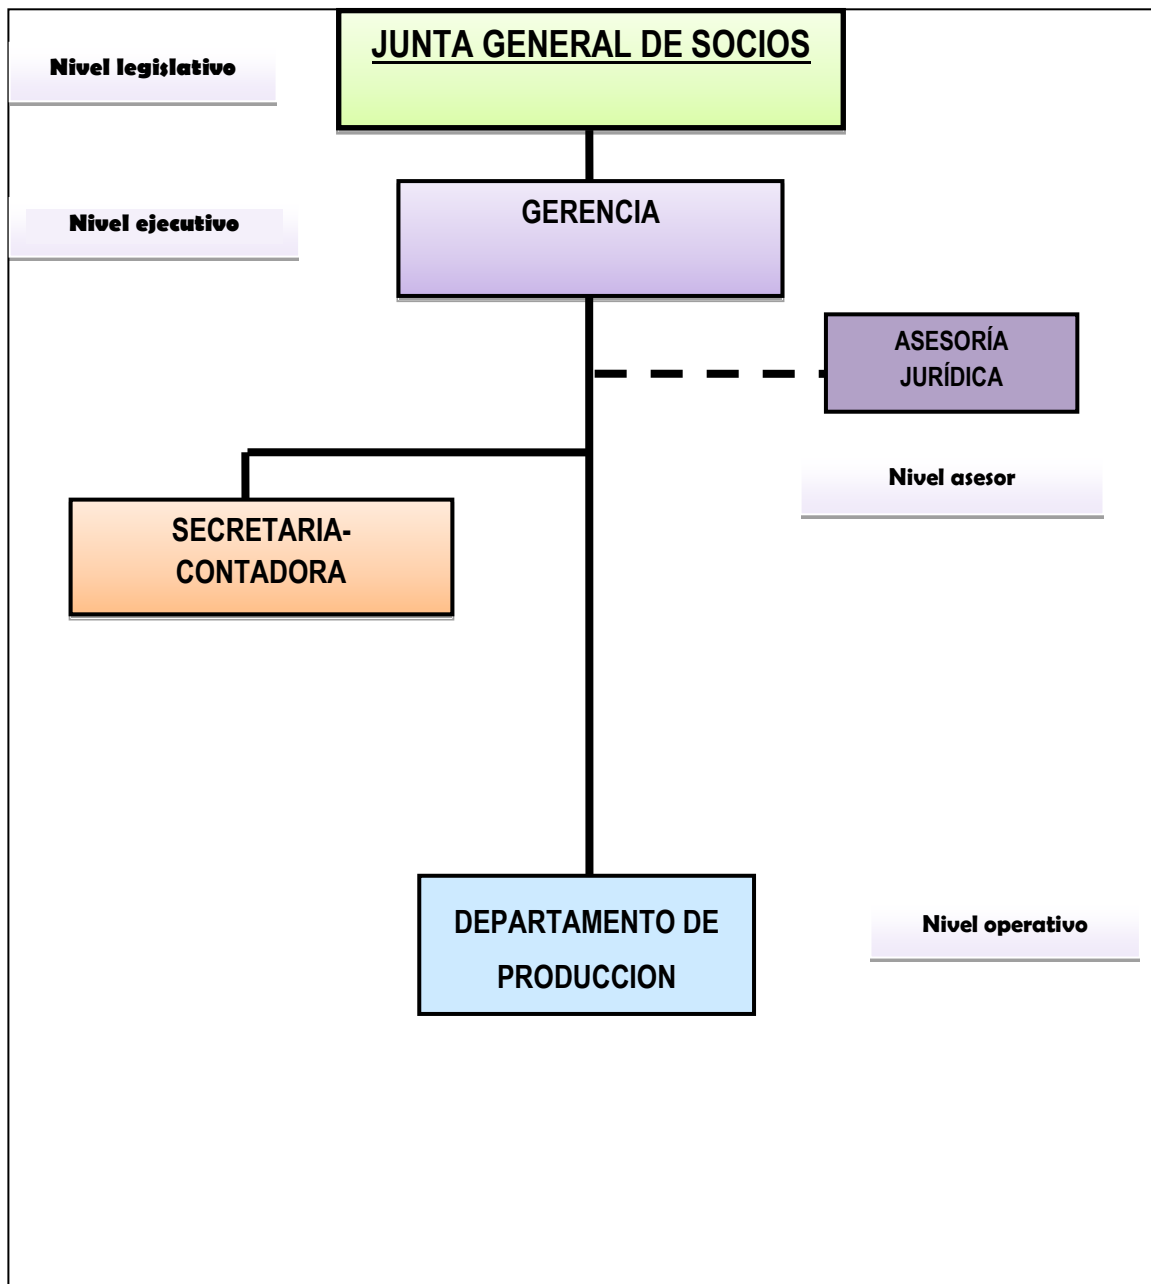 JUNTA GENERAL DE SOCIOS
Nivel legislativo
GERENCIA
Nivel ejecutivo
ASESORÍA
JURÍDICA
Nivel asesor
SECRETARIA-
CONTADORA
DEPARTAMENTO DE
PRODUCCION
Nivel operativo